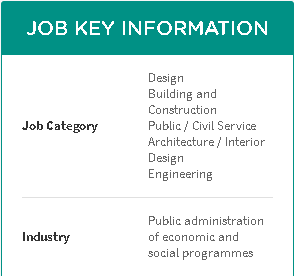 JOB KEY INFORMATION
Job Category
Design
Building and
Construction
Public / Civil Service
Architecture / Interior
Design
Engineering
Industry
Public administration
of economic and
social programmes